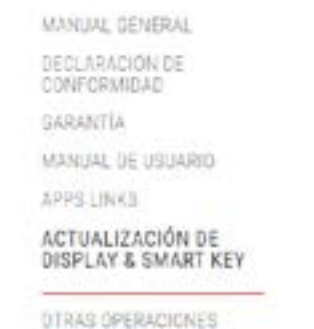 MANUAL GENERAL
DECLARACIÓN DE
CONFORMIDAD
GARANTÍA
MANUAL DE USUARIO
APPS LINKS
ACTUALIZACIÓN DE
DISPLAY & SMART KEY
OTRAS OPERACIONES